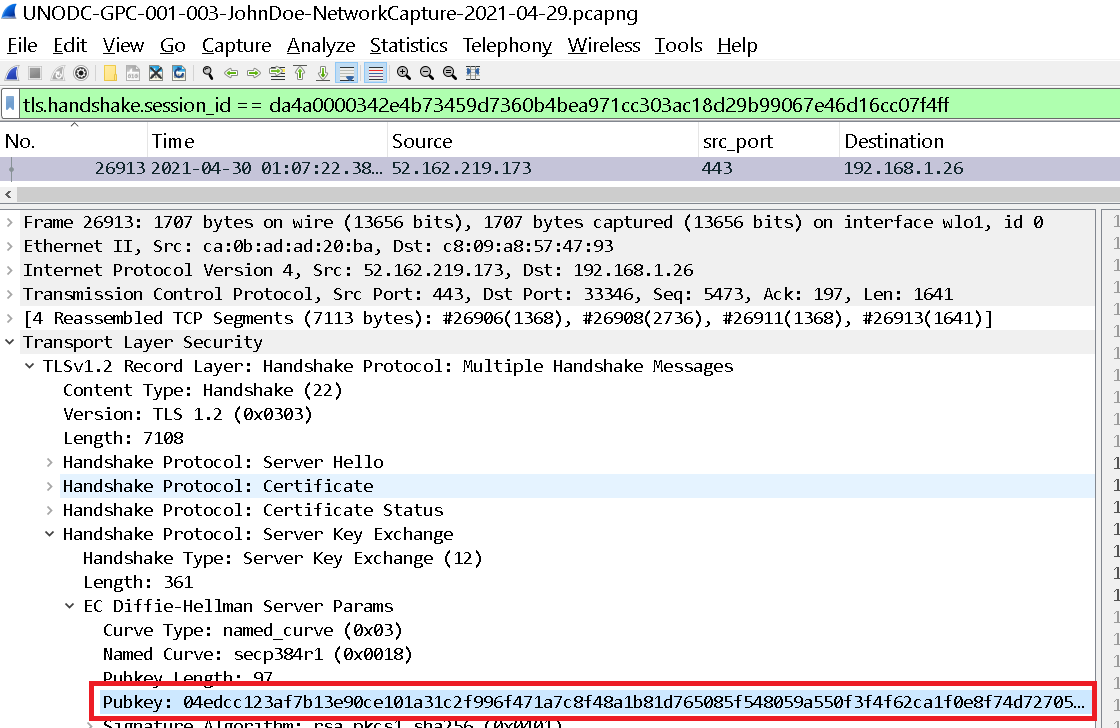 UNODC-GPC-001-003-JohnDoe-NetworkCapture-2021-04-29.pcapng
File Edit View Go Capture Analyze Statistics Telephony Wireless Tools Help
tls.handshake.session_id == da4a0000342e4b73459d7360b4bea971cc303ac18d29b99067e46d16cc07f4ff
No. Time Source src_port Destination
26913 2021-04-30 01:07:22.38… 52.162.219.173 443 192.168.1.26
Frame 26913: 1707 bytes on wire (13656 bits), 1707 bytes captured (13656 bits) on interface wlo1, id 0
Ethernet II, Src: ca:0b:ad:ad:20:ba, Dst: c8:09:a8:57:47:93
Internet Protocol Version 4, Src: 52.162.219.173, Dst: 192.168.1.26
Transmission Control Protocol, Src Port: 443, Dst Port: 33346, Seq: 5473, Ack: 197, Len: 1641
[4 Reassembled TCP Segments (7113 bytes): #26906(1368), #26908(2736), #26911(1368), #26913(1641)]
Transport Layer Security
TLSv1.2 Record Layer: Handshake Protocol: Multiple Handshake Messages
Content Type: Handshake (22)
Version: TLS 1.2 (0x0303)
Length: 7108
Handshake Protocol: Server Hello
Handshake Protocol: Certificate
Handshake Protocol: Certificate Status
Handshake Protocol: Server Key Exchange
Handshake Type: Server Key Exchange (12)
Length: 361
EC Diffie-Hellman Server Params
Curve Type: named_curve (0x03)
Named Curve: secp384r1 (0x0018)
Pubkey Length: 97
Pubkey: 04edcc123af7b13e90ce101a31c2f996f471a7c8f48a1b81d765085f548059a550f3f4f62ca1f0e8f74d72705…
Signature Algorithm: rsa_pkcs1_sha256 (0x0401)